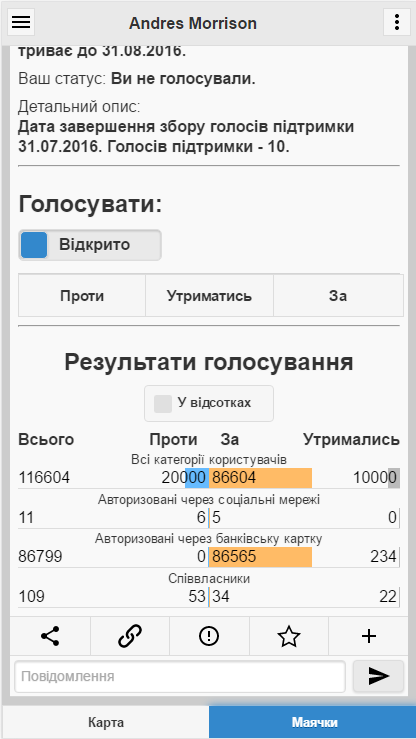 Andres Morrison
триває до 31.08.2016.
Ваш статус: Ви не голосували.
Детальний опис:
Дата завершення збору голосів підтримки
31.07.2016. Голосів підтримки - 10.
Голосувати:
Відкрито
Проти Утриматись За
Результати голосування
У відсотках
Всього Проти За Утримались
Всі категорії користувачів
116604 20000 86604 10000
Авторизовані через соціальні мережі
11 6 5 0
Авторизовані через банківську картку
86799 0 86565 234
Співвласники
109 53 34 22
Повідомлення
Карта Маячки